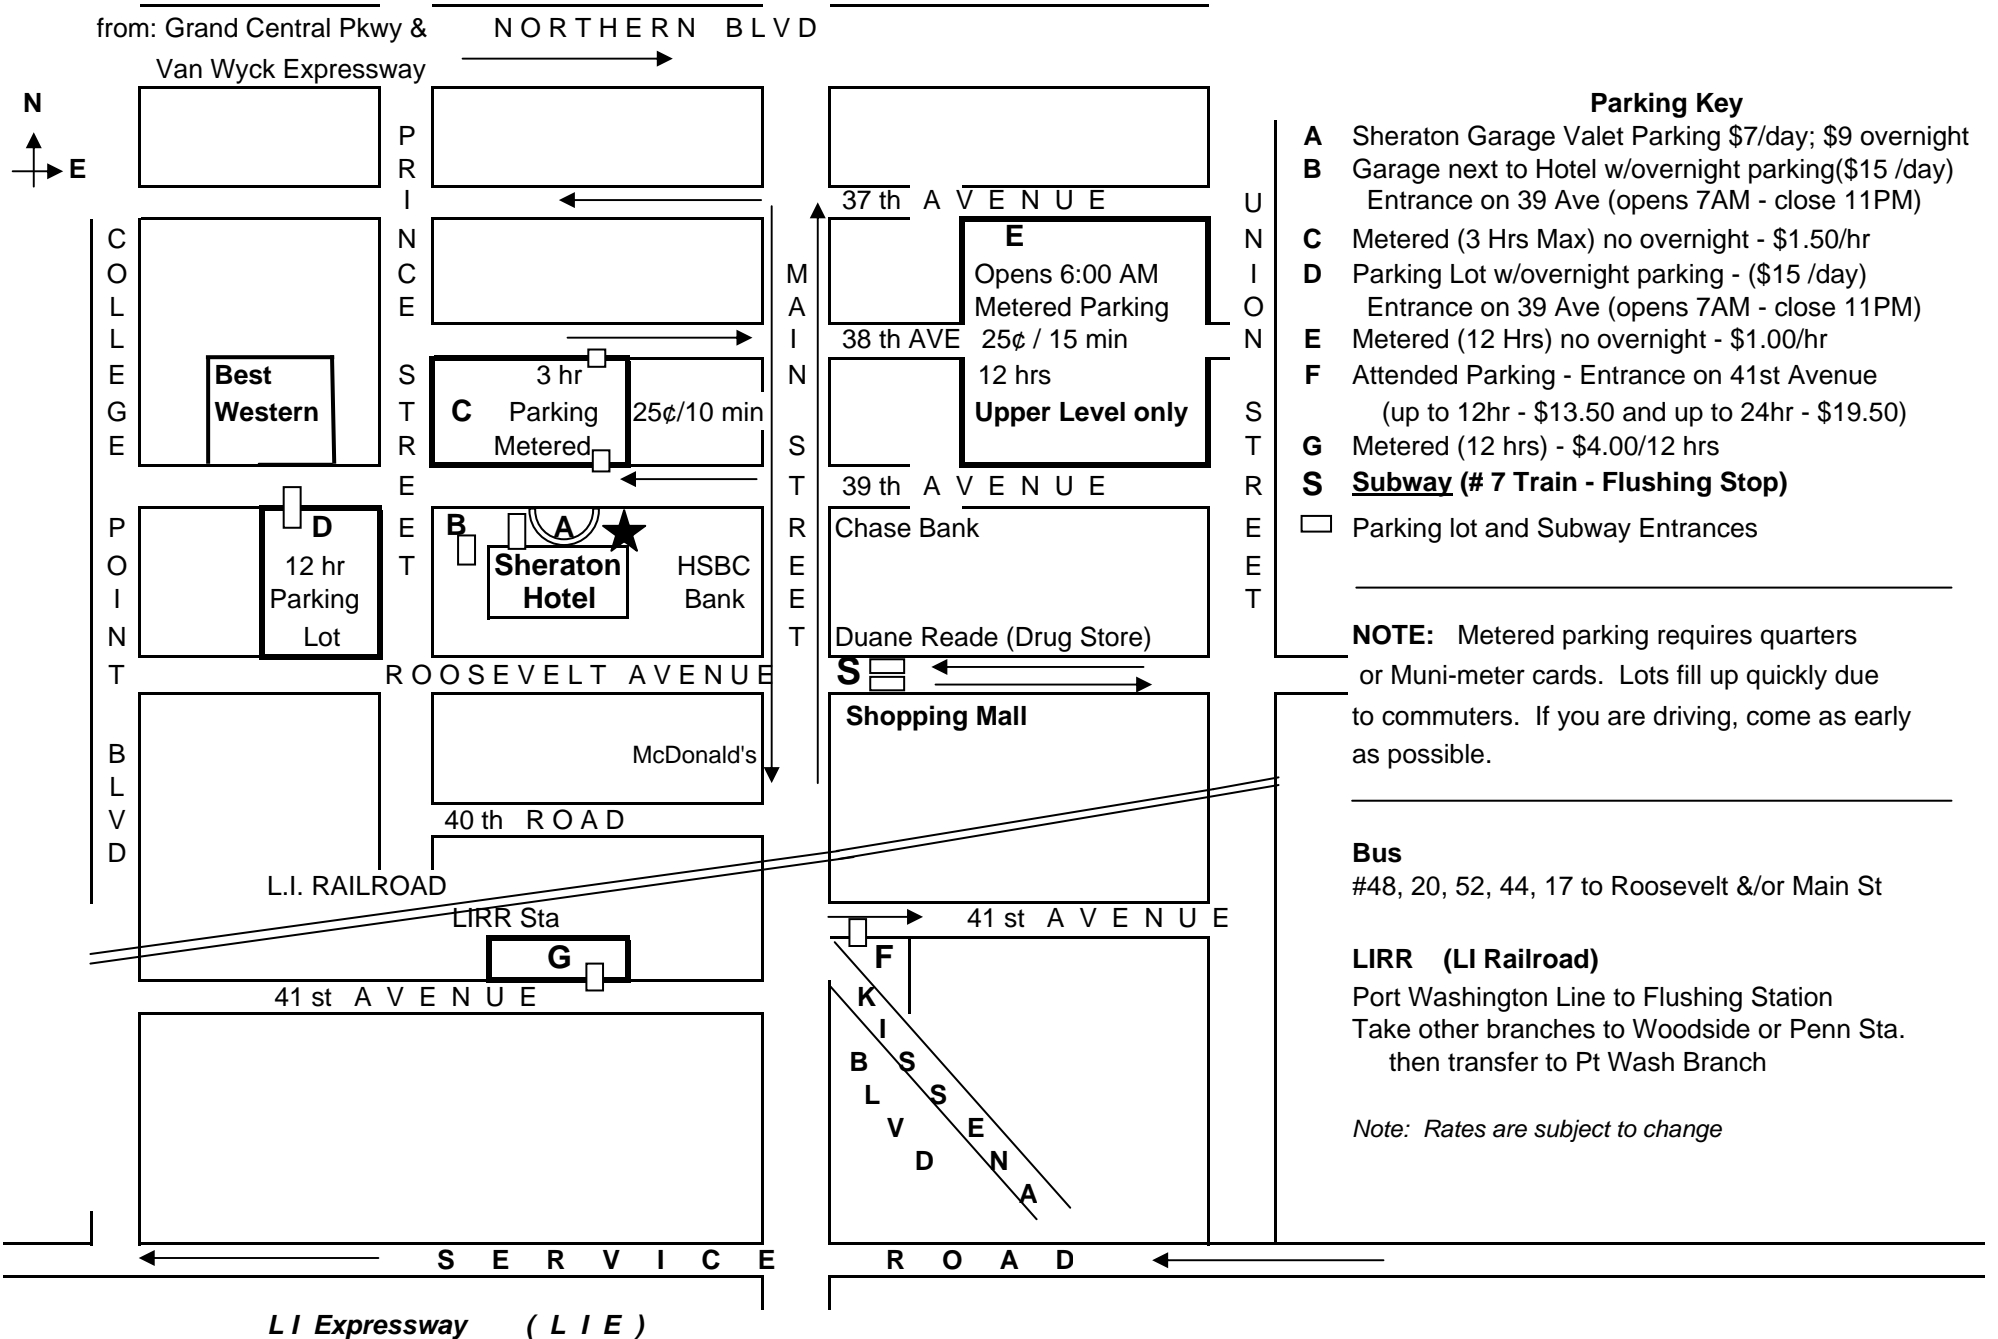 from: Grand Central Pkwy & NORTHERN BLVD
Van Wyck Expressway
N
E
COLLEGE POINT BLVD
PRINCE STREET
MAIN STREET
UNION STREET
37 th AVENUE
E
Opens 6:00 AM
Metered Parking
38 th AVE 25¢ / 15 min
12 hrs
Upper Level only
Best
Western
3 hr
C Parking 25¢/10 min
Metered
39 th AVENUE
D
12 hr
Parking
Lot
B A
Sheraton
Hotel
HSBC
Bank
Chase Bank
Duane Reade (Drug Store)
ROOSEVELT AVENUE
S
Shopping Mall
McDonald's
40 th ROAD
L.I. RAILROAD
LIRR Sta
G
41 st AVENUE
41 st AVENUE
F
KISSENA
BLVD
SERVICE ROAD
LI Expressway (LIE)
Parking Key
A Sheraton Garage Valet Parking $7/day; $9 overnight
B Garage next to Hotel w/overnight parking($15 /day)
Entrance on 39 Ave (opens 7AM - close 11PM)
C Metered (3 Hrs Max) no overnight - $1.50/hr
D Parking Lot w/overnight parking - ($15 /day)
Entrance on 39 Ave (opens 7AM - close 11PM)
E Metered (12 Hrs) no overnight - $1.00/hr
F Attended Parking - Entrance on 41st Avenue
(up to 12hr - $13.50 and up to 24hr - $19.50)
G Metered (12 hrs) - $4.00/12 hrs
S Subway (# 7 Train - Flushing Stop)
Parking lot and Subway Entrances
NOTE: Metered parking requires quarters
or Muni-meter cards. Lots fill up quickly due
to commuters. If you are driving, come as early
as possible.
Bus
#48, 20, 52, 44, 17 to Roosevelt &/or Main St
LIRR (LI Railroad)
Port Washington Line to Flushing Station
Take other branches to Woodside or Penn Sta.
then transfer to Pt Wash Branch
Note: Rates are subject to change